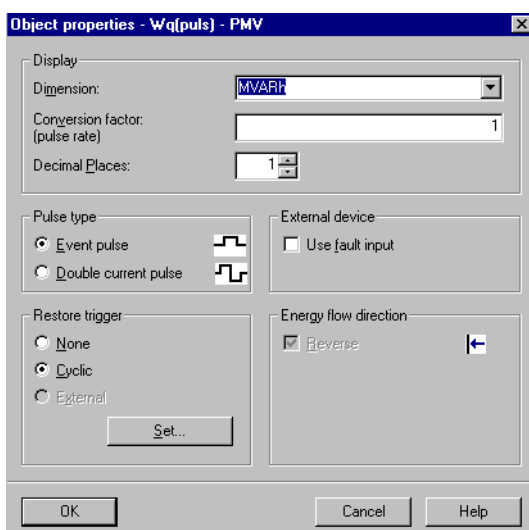 Object properties - Wq(puls) - PMV
Display
Dimension:
MVARh
Conversion factor:
(pulse rate)
1
Decimal Places:
1
Pulse type
Event pulse
Double current pulse
External device
Use fault input
Restore trigger
None
Cyclic
External
Set...
Energy flow direction
Reverse
OK
Cancel
Help